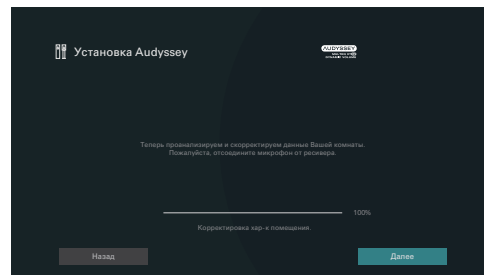 Установка Audyssey
AUDYSSEY
Теперь проанализируем и скорректируем данные Вашей комнаты.
Пожалуйста, отсоедините микрофон от ресивера.
100%
Корректировка хар-к помещения.
Назад
Далее